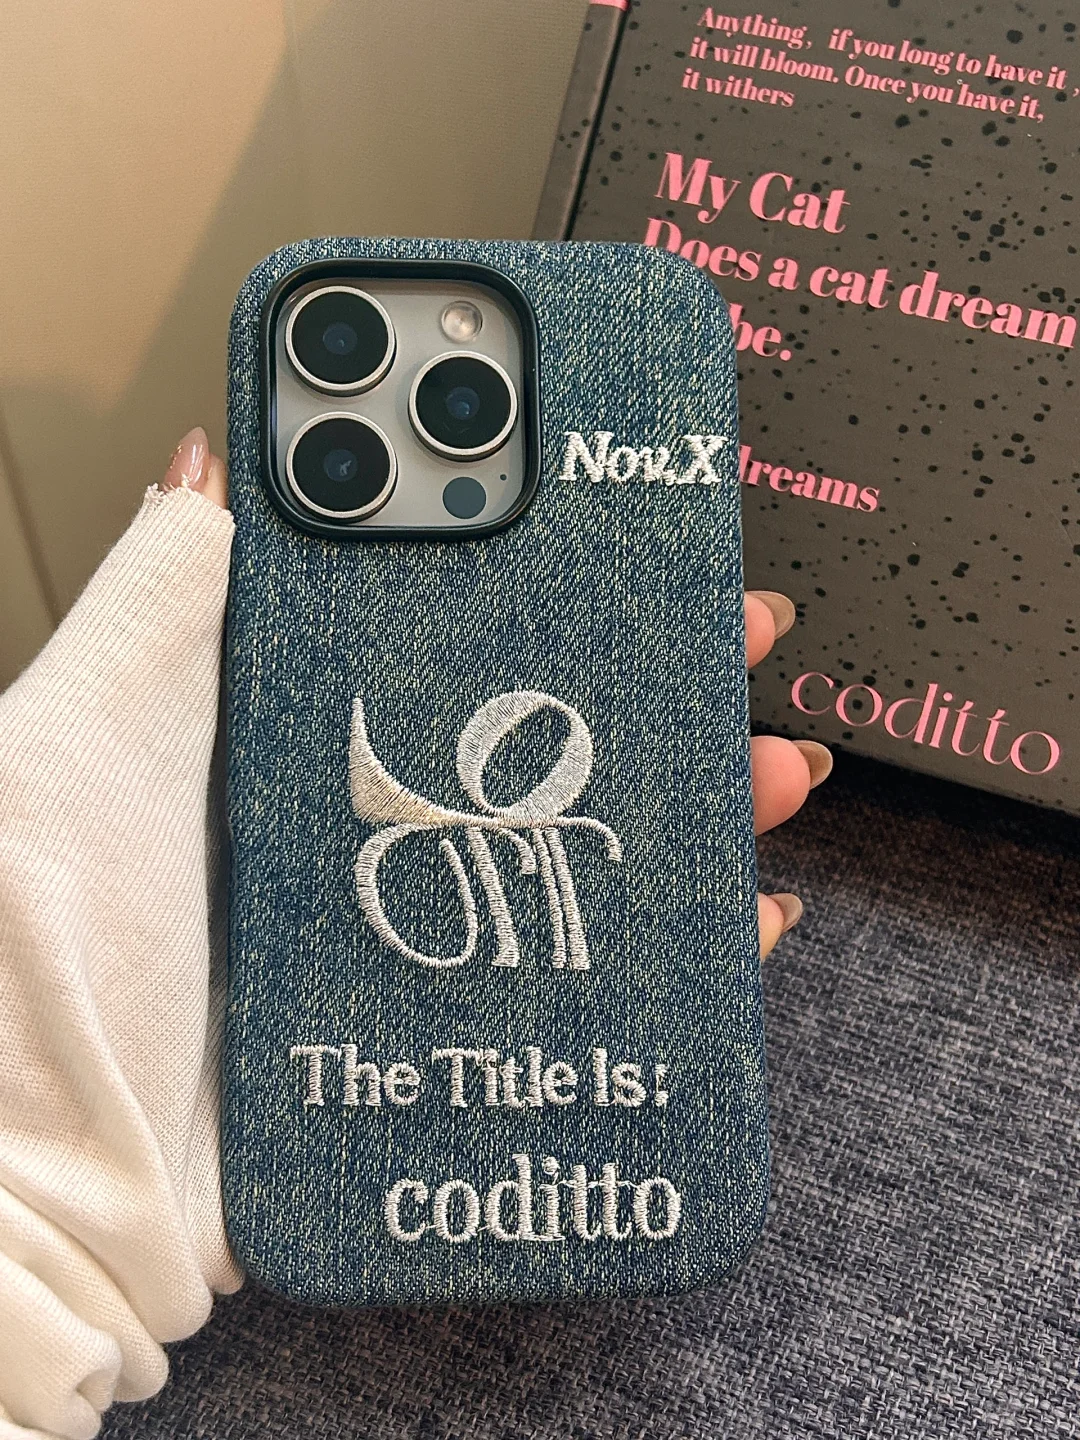 Anything, if you long to have it ,
it will bloom. Once you have it,
it withers
My Cat
Does a cat dream
be.
dreams
coditto
Nov.X
The Title Is:
coditto